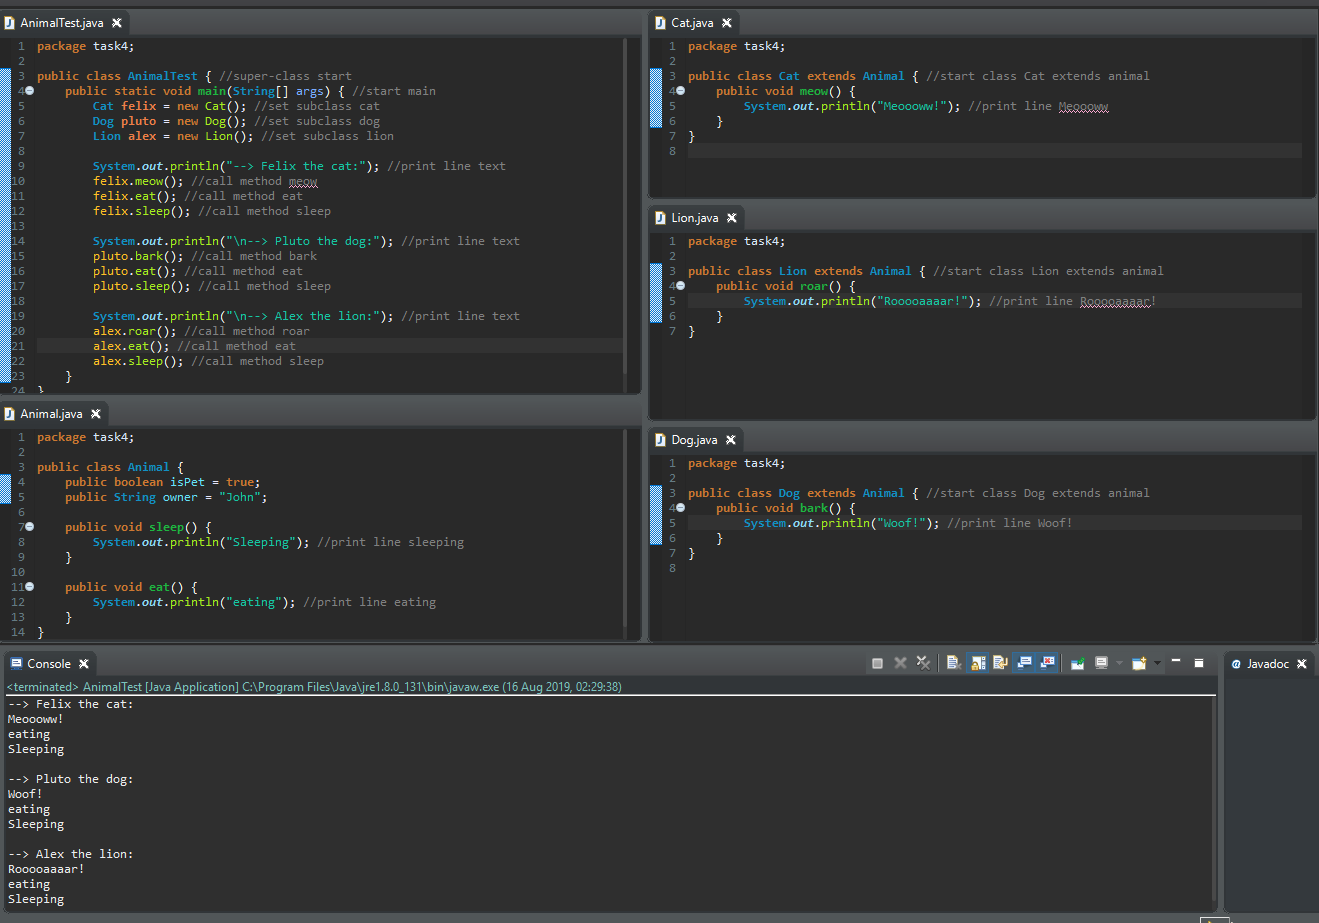 AnimalTest.java
1 package task4;
2
3 public class AnimalTest { //super-class start
4 public static void main(String[] args) { //start main
5 Cat felix = new Cat(); //set subclass cat
6 Dog pluto = new Dog(); //set subclass dog
7 Lion alex = new Lion(); //set subclass lion
8
9 System.out.println("--> Felix the cat:"); //print line text
10 felix.meow(); //call method meow
11 felix.eat(); //call method eat
12 felix.sleep(); //call method sleep
13
14 System.out.println("\n--> Pluto the dog:"); //print line text
15 pluto.bark(); //call method bark
16 pluto.eat(); //call method eat
17 pluto.sleep(); //call method sleep
18
19 System.out.println("\n--> Alex the lion:"); //print line text
20 alex.roar(); //call method roar
21 alex.eat(); //call method eat
22 alex.sleep(); //call method sleep
23 }
24 }
Animal.java
1 package task4;
2
3 public class Animal {
4 public boolean isPet = true;
5 public String owner = "John";
6
7 public void sleep() {
8 System.out.println("Sleeping"); //print line sleeping
9 }
10
11 public void eat() {
12 System.out.println("eating"); //print line eating
13 }
14 }
Cat.java
1 package task4;
2
3 public class Cat extends Animal { //start class Cat extends animal
4 public void meow() {
5 System.out.println("Meoooww!"); //print line Meoooww
6 }
7 }
8
Lion.java
1 package task4;
2
3 public class Lion extends Animal { //start class Lion extends animal
4 public void roar() {
5 System.out.println("Rooooaaaar!"); //print line Rooooaaaar!
6 }
7 }
Dog.java
1 package task4;
2
3 public class Dog extends Animal { //start class Dog extends animal
4 public void bark() {
5 System.out.println("Woof!"); //print line Woof!
6 }
7 }
8
Console
<terminated> AnimalTest [Java Application] C:\Program Files\Java\jre1.8.0_131\bin\javaw.exe (16 Aug 2019, 02:29:38)
--> Felix the cat:
Meoooww!
eating
Sleeping

--> Pluto the dog:
Woof!
eating
Sleeping

--> Alex the lion:
Rooooaaaar!
eating
Sleeping
@ Javadoc